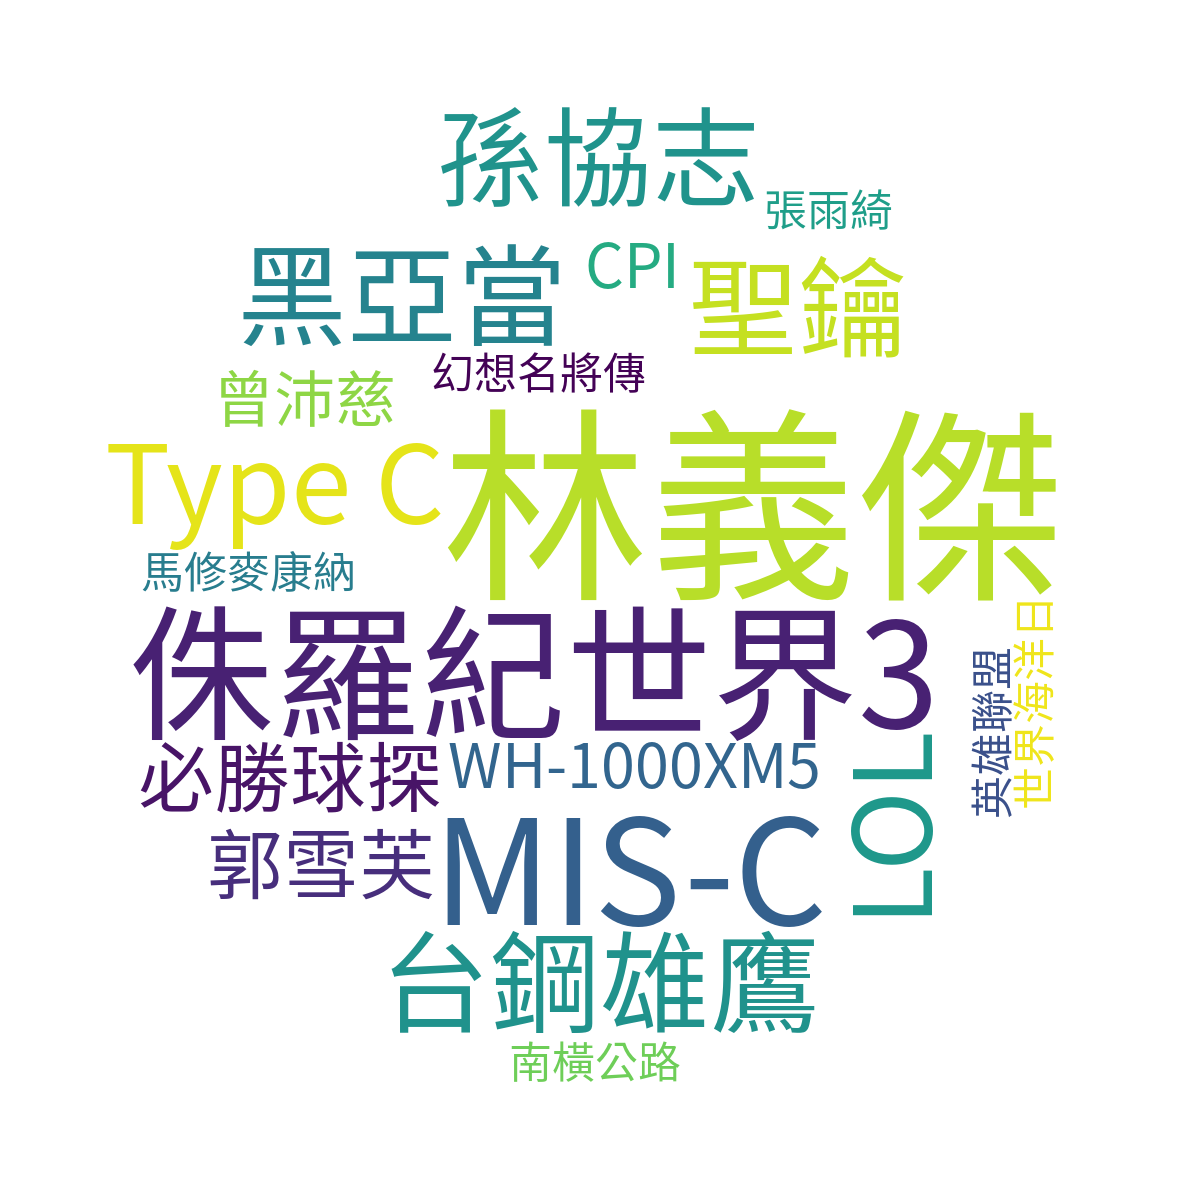 孫協志
張雨綺
黑亞當
CPI
聖鑰
幻想名將傳
曾沛慈
林義傑
Type C
馬修麥康納
侏羅紀世界3
世界海洋日
英雄聯盟
必勝球探
WH-1000XM5
LOL
郭雪芙
MIS-C
台鋼雄鷹
南橫公路